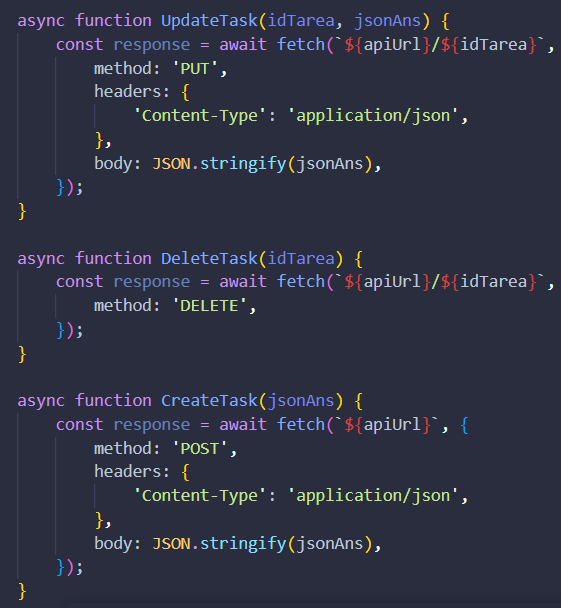 async function UpdateTask(idTarea, jsonAns) {
    const response = await fetch(`${apiUrl}/${idTarea}`,
        method: 'PUT',
        headers: {
            'Content-Type': 'application/json',
        },
        body: JSON.stringify(jsonAns),
    });
}

async function DeleteTask(idTarea) {
    const response = await fetch(`${apiUrl}/${idTarea}`,
        method: 'DELETE',
    });
}

async function CreateTask(jsonAns) {
    const response = await fetch(`${apiUrl}`, {
        method: 'POST',
        headers: {
            'Content-Type': 'application/json',
        },
        body: JSON.stringify(jsonAns),
    });
}